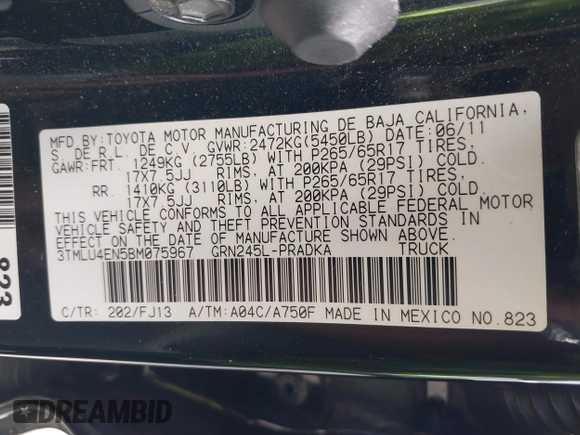 MFD.BY:TOYOTA MOTOR MANUFACTURING DE BAJA CALIFORNIA,
S. DE R.L. DE C.V. GVWR:2472KG(5450LB) DATE:06/11
GAWR:FRT. 1249KG (2755LB) WITH P265/65R17 TIRES,
17X7.5JJ RIMS, AT 200KPA (29PSI) COLD.
RR. 1410KG (3110LB) WITH P265/65R17 TIRES,
17X7.5JJ RIMS, AT 200KPA (29PSI) COLD.
THIS VEHICLE CONFORMS TO ALL APPLICABLE FEDERAL MOTOR
VEHICLE SAFETY AND THEFT PREVENTION STANDARDS IN
EFFECT ON THE DATE OF MANUFACTURE SHOWN ABOVE.
3TMLU4EN5BM075967 GRN245L-PRADKA TRUCK
C/TR: 202/FJ13 A/TM:A04C/A750F MADE IN MEXICO NO.823
823
DREAMBID